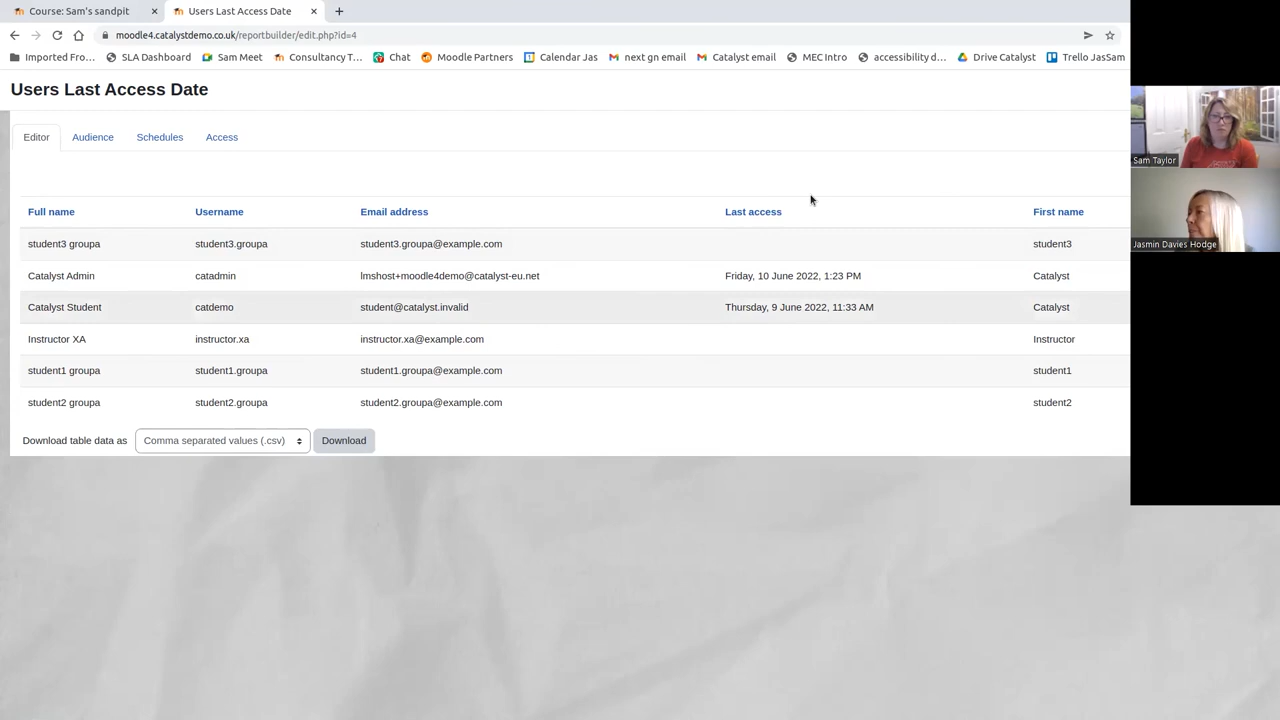 Course: Sam's sandpit
Users Last Access Date
moodle4.catalystdemo.co.uk/reportbuilder/edit.php?id=4
Imported Fro... SLA Dashboard Sam Meet Consultancy T... Chat Moodle Partners Calendar Jas next gn email Catalyst email MEC Intro accessibility d... Drive Catalyst Trello JasSam
Users Last Access Date
Editor Audience Schedules Access
Full name Username Email address Last access First name
student3 groupa student3.groupa student3.groupa@example.com student3
Catalyst Admin catadmin lmshost+moodle4demo@catalyst-eu.net Friday, 10 June 2022, 1:23 PM Catalyst
Catalyst Student catdemo student@catalyst.invalid Thursday, 9 June 2022, 11:33 AM Catalyst
Instructor XA instructor.xa instructor.xa@example.com Instructor
student1 groupa student1.groupa student1.groupa@example.com student1
student2 groupa student2.groupa student2.groupa@example.com student2
Download table data as Comma separated values (.csv) Download
Sam Taylor
Jasmin Davies Hodge